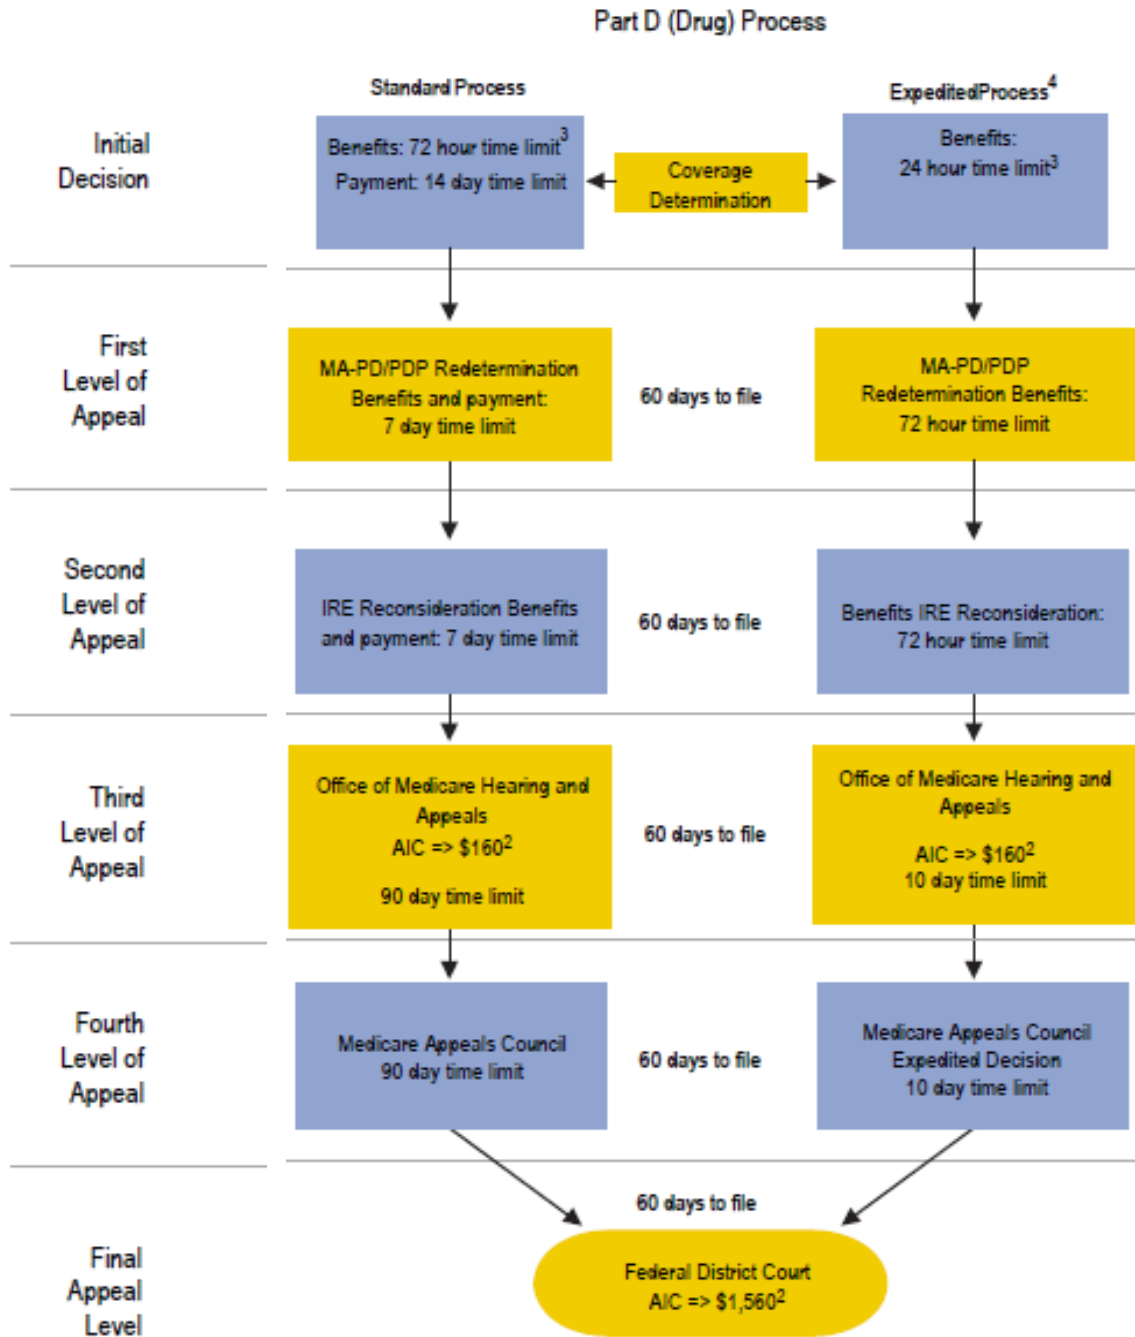 Part D (Drug) Process
Standard Process
ExpeditedProcess4
Initial
Decision
Benefits: 72 hour time limit3
Payment: 14 day time limit
Coverage
Determination
Benefits:
24 hour time limit3
First
Level of
Appeal
MA-PD/PDP Redetermination
Benefits and payment:
7 day time limit
60 days to file
MA-PD/PDP
Redetermination Benefits:
72 hour time limit
Second
Level of
Appeal
IRE Reconsideration Benefits
and payment: 7 day time limit
60 days to file
Benefits IRE Reconsideration:
72 hour time limit
Third
Level of
Appeal
Office of Medicare Hearing and
Appeals
AIC => $1602
90 day time limit
60 days to file
Office of Medicare Hearing and
Appeals
AIC => $1602
10 day time limit
Fourth
Level of
Appeal
Medicare Appeals Council
90 day time limit
60 days to file
Medicare Appeals Council
Expedited Decision
10 day time limit
60 days to file
Final
Appeal
Level
Federal District Court
AIC => $1,5602